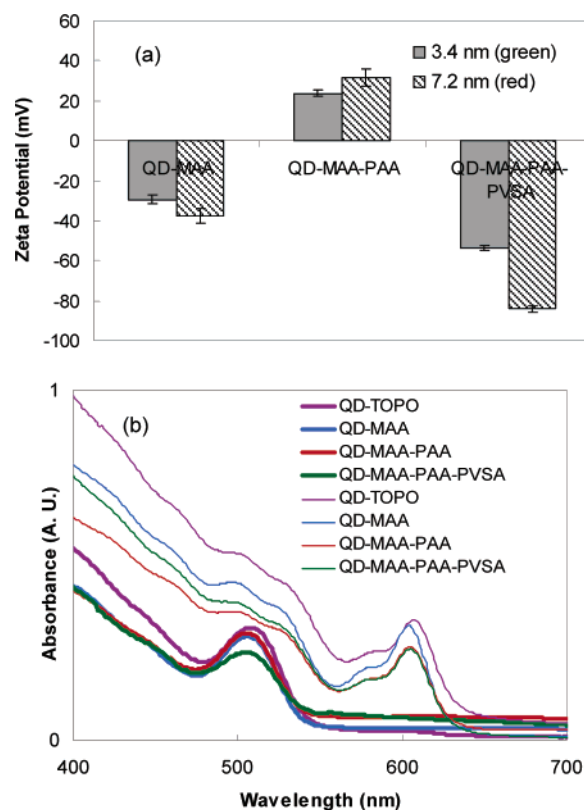 (a)
3.4 nm (green)
7.2 nm (red)
Zeta Potential (mV)
60
40
20
0
-20
-40
-60
-80
-100
QD-MAA
QD-MAA-PAA
QD-MAA-PAA-
PVSA
(b)
QD-TOPO
QD-MAA
QD-MAA-PAA
QD-MAA-PAA-PVSA
QD-TOPO
QD-MAA
QD-MAA-PAA
QD-MAA-PAA-PVSA
Absorbance (A. U.)
1
0
400
500
600
700
Wavelength (nm)